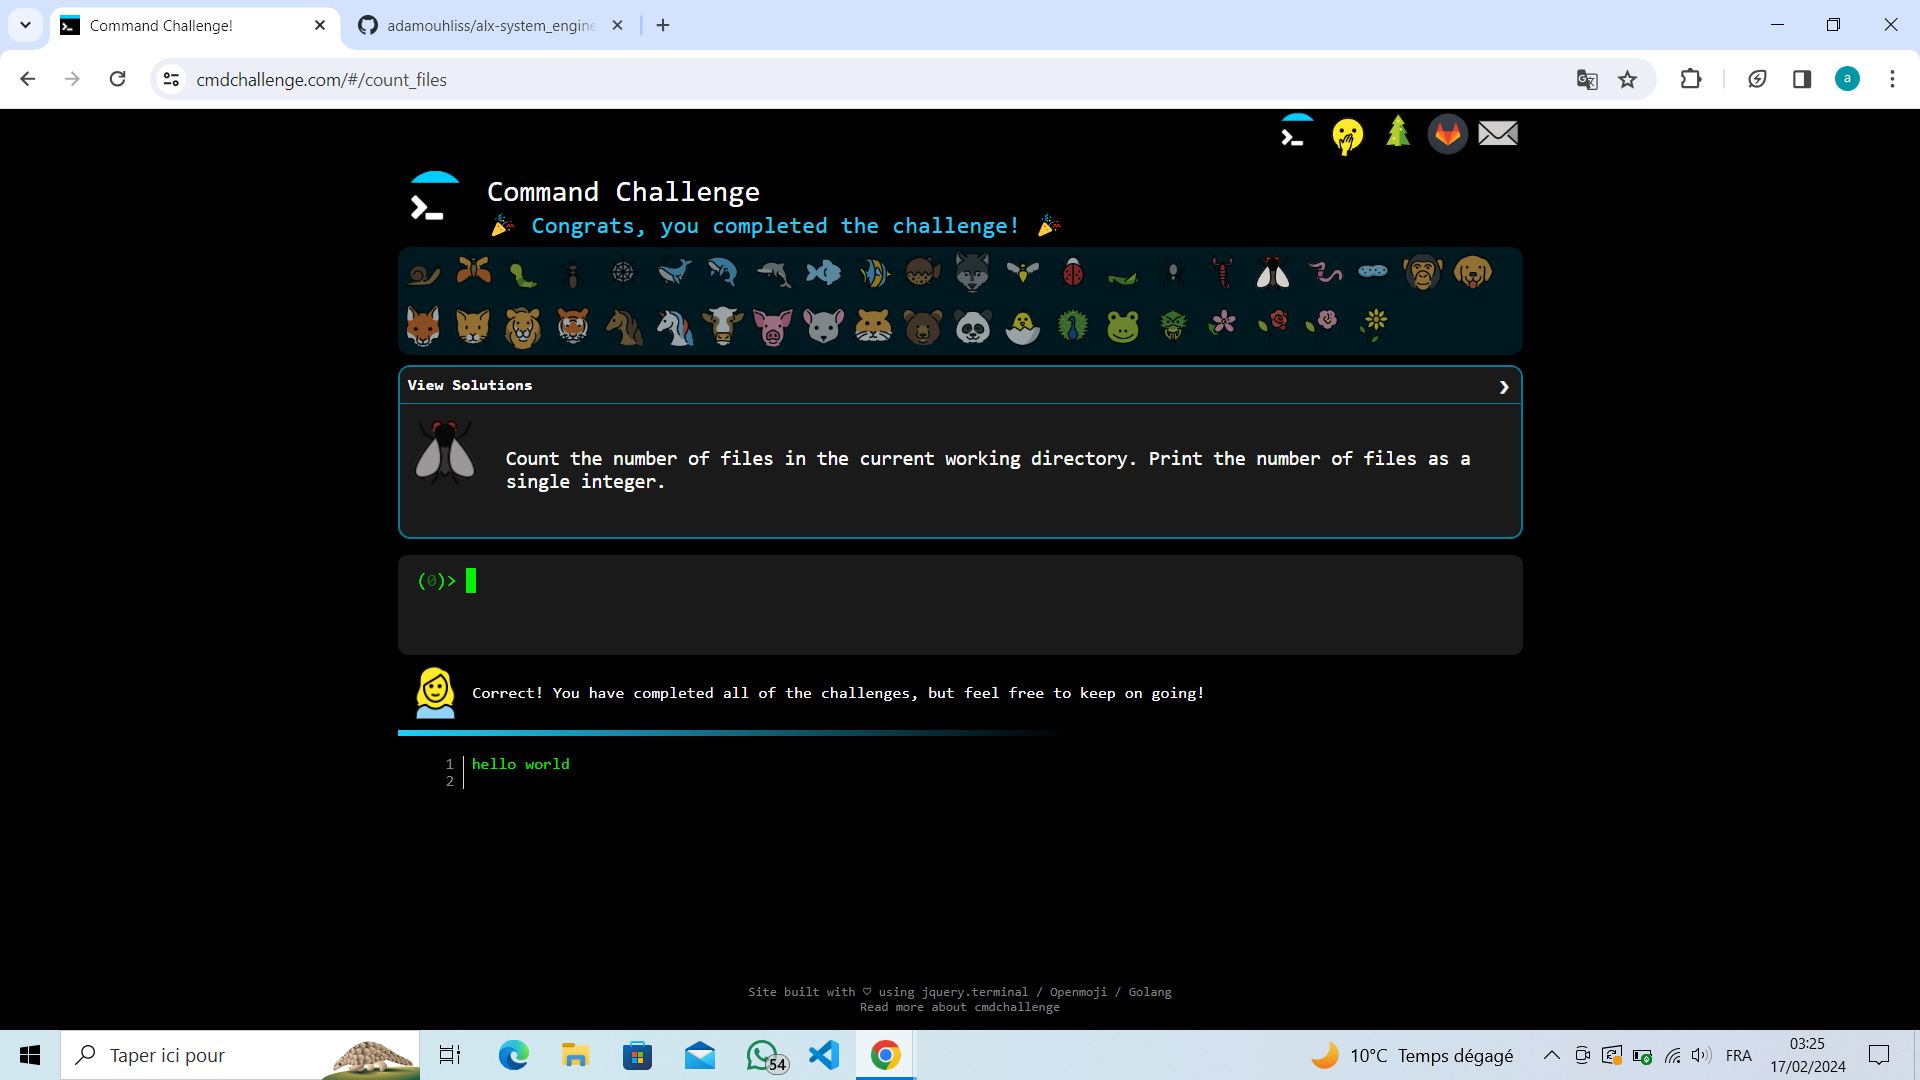 Command Challenge!
adamouhliss/alx-system_engine
cmdchallenge.com/#/count_files
a
Command Challenge
Congrats, you completed the challenge!
View Solutions
Count the number of files in the current working directory. Print the number of files as a
single integer.
(0)>
Correct! You have completed all of the challenges, but feel free to keep on going!
1 hello world
2
Site built with ♡ using jquery.terminal / Openmoji / Golang
Read more about cmdchallenge
Taper ici pour
54
10°C Temps dégagé
FRA
03:25
17/02/2024